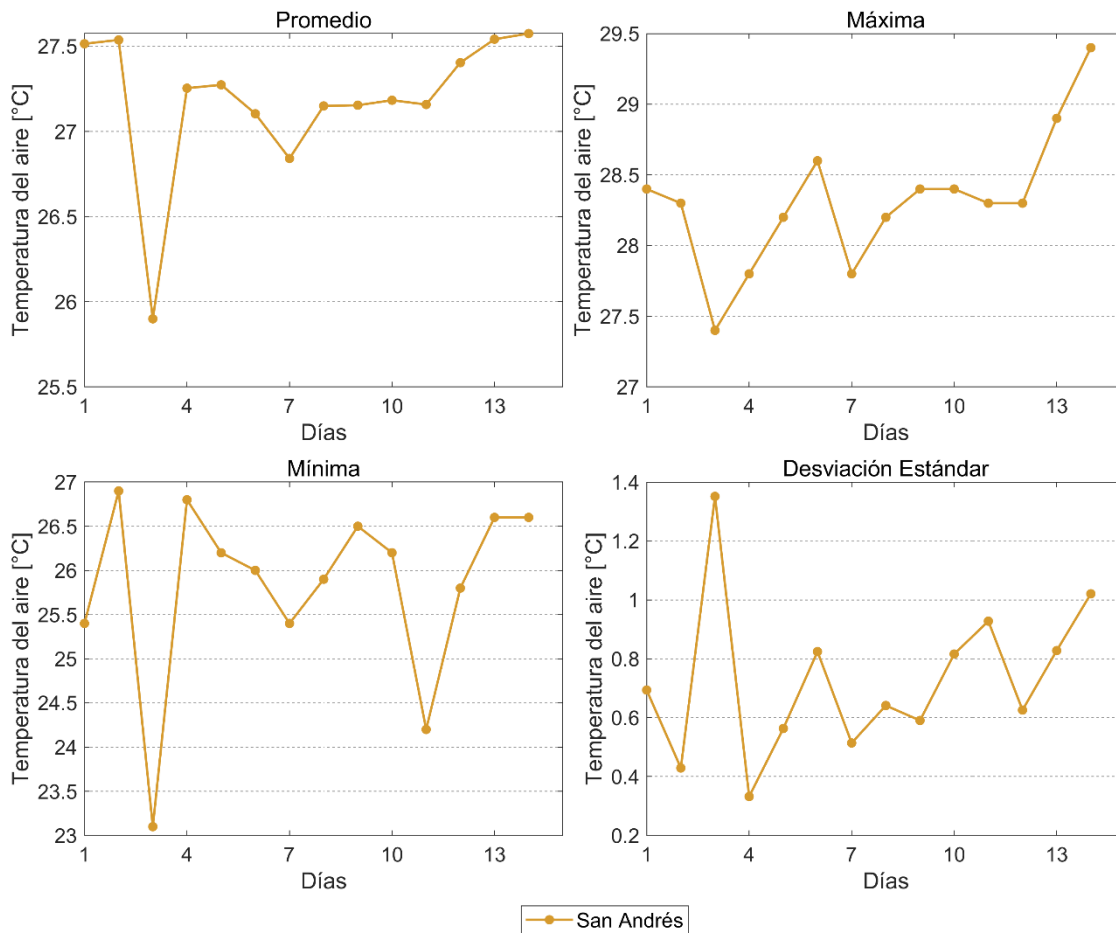 Promedio
Temperatura del aire [°C]
27.5
27
26.5
26
25.5
1 4 7 10 13
Días
Máxima
Temperatura del aire [°C]
29.5
29
28.5
28
27.5
27
1 4 7 10 13
Días
Mínima
Temperatura del aire [°C]
27
26.5
26
25.5
25
24.5
24
23.5
23
1 4 7 10 13
Días
Desviación Estándar
Temperatura del aire [°C]
1.4
1.2
1
0.8
0.6
0.4
0.2
1 4 7 10 13
Días
San Andrés